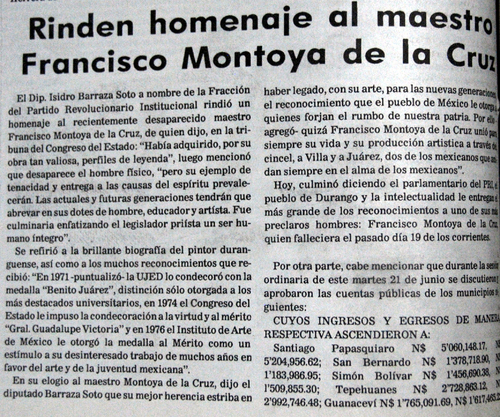 Rinden homenaje al maestro
Francisco Montoya de la Cruz
El Dip. Isidro Barraza Soto a nombre de la Fracción
del Partido Revolucionario Institucional rindió un
homenaje al recientemente desaparecido maestro
Francisco Montoya de la Cruz, de quien dijo, en la tri-
buna del Congreso del Estado: "Había adquirido, por su
obra tan valiosa, perfiles de leyenda", luego mencionó
que desaparece el hombre físico, "pero su ejemplo de
tenacidad y entrega a las causas del espíritu prevale-
cerán. Las actuales y futuras generaciones tendrán que
abrevar en sus dotes de hombre, educador y artista. Fue
culminaria enfatizando el legislador priísta un ser hu-
mano íntegro".
Se refirió a la brillante biografía del pintor duran-
guense, así como a los muchos reconocimientos que re-
cibió: "En 1971 -puntualizó- la UJED lo condecoró con la
medalla "Benito Juárez", distinción sólo otorgada a los
más destacados universitarios, en 1974 el Congreso del
Estado le impuso la condecoración a la virtud y al mérito
"Gral. Guadalupe Victoria" y en 1976 el Instituto de Arte
de México le otorgó la medalla al Mérito como un
estímulo a su desinteresado trabajo de muchos años en
favor del arte y de la juventud mexicana".
En su elogio al maestro Montoya de la Cruz, dijo el
diputado Barraza Soto que su mejor herencia estriba en
haber legado, con su arte, para las nuevas generaciones
el reconocimiento que el pueblo de México le
quienes forjan el rumbo de nuestra patria. Por
agregó- quizá Francisco Montoya de la Cruz unió
siempre su vida y su producción artística a través
cincel, a Villa y a Juárez, dos de los mexicanos que
dan siempre en el alma de los mexicanos".
Hoy, culminó diciendo el parlamentario del PRI,
pueblo de Durango y la intelectualidad le
más grande de los reconocimientos a uno de sus
preclaros hombres: Francisco Montoya de la Cruz,
quien falleciera el pasado día 19 de los corrientes.
Por otra parte, cabe mencionar que durante la
ordinaria de este martes 21 de junio se discutieron
aprobaron las cuentas públicas de los municipios
guientes:
CUYOS INGRESOS Y EGRESOS DE MANERA
RESPECTIVA ASCENDIERON A:
Santiago Papasquiaro N$ 5'060,148.17.
5'204,956.62; San Bernardo N$ 1'378,718.90.
1'183,986.95; Simón Bolívar N$ 1'456,690.38.
1'509,855.30; Tepehuanes N$ 2'728,863.12.
2'992,746.48; Guanaceví N$ 1'765,091.69. N$